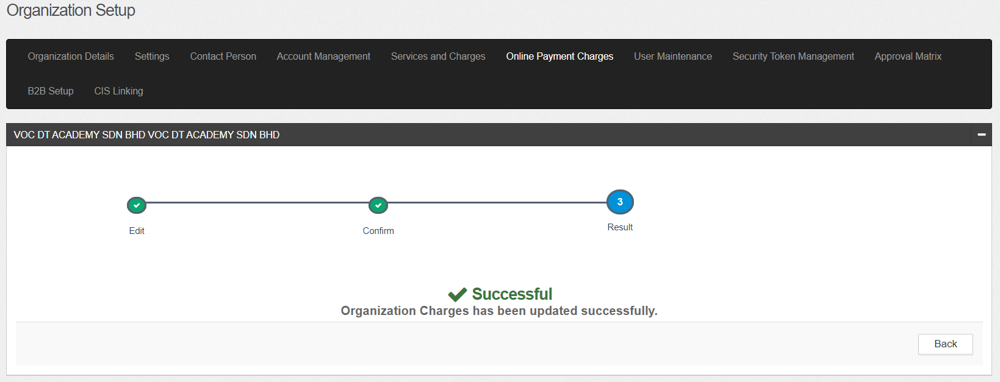 Organization Setup
Organization Details Settings Contact Person Account Management Services and Charges Online Payment Charges User Maintenance Security Token Management Approval Matrix
B2B Setup CIS Linking
VOC DT ACADEMY SDN BHD VOC DT ACADEMY SDN BHD
3
Edit Confirm Result
Successful
Organization Charges has been updated successfully.
Back